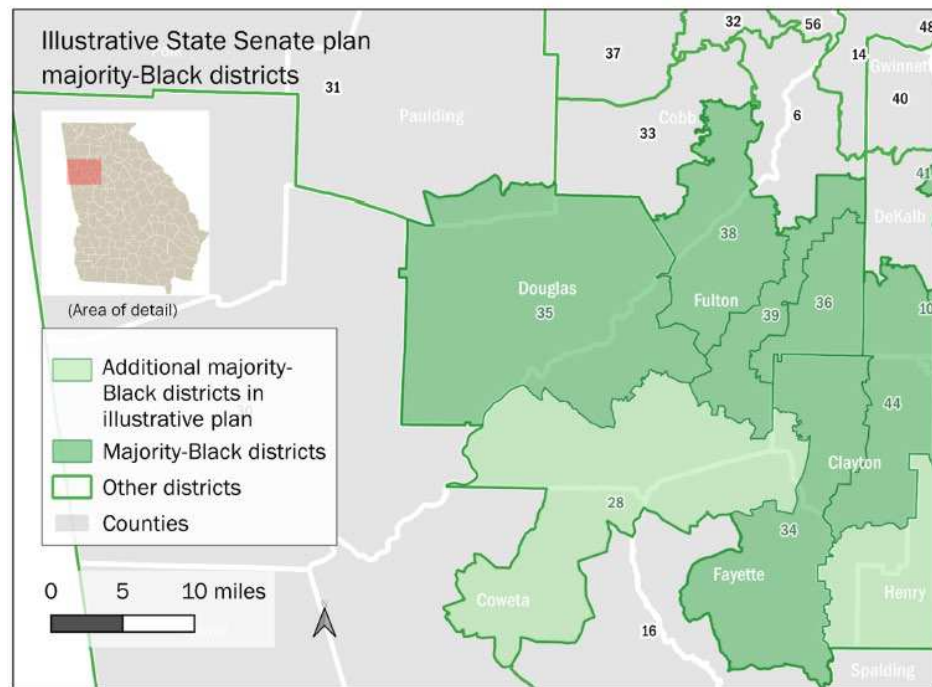 Illustrative State Senate plan
majority-Black districts
(Area of detail)
Additional majority-
Black districts in
illustrative plan
Majority-Black districts
Other districts
Counties
0 5 10 miles
32
56
48
37
14
Gwinnett
31
40
Paulding
Cobb
6
33
41
DeKalb
38
Douglas
Fulton
35
39
36
10
44
Clayton
28
34
Fayette
Henry
Coweta
16
Spalding